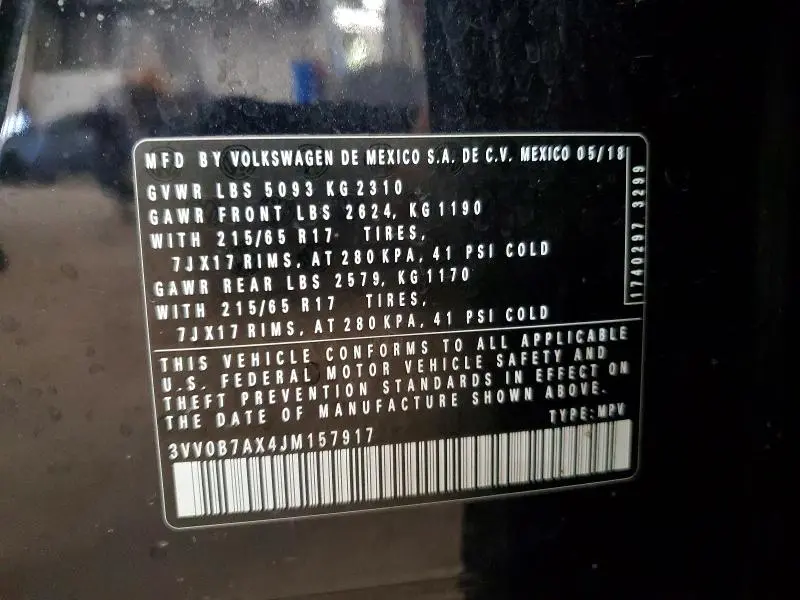 MFD BY VOLKSWAGEN DE MEXICO S.A. DE C.V. MEXICO 05/18
GVWR LBS 5093 KG 2310
GAWR FRONT LBS 2624, KG 1190
WITH 215/65 R17 TIRES,
7JX17 RIMS, AT 280 KPA, 41 PSI COLD
GAWR REAR LBS 2579, KG 1170
WITH 215/65 R17 TIRES,
7JX17 RIMS, AT 280 KPA, 41 PSI COLD
1740297 3299
THIS VEHICLE CONFORMS TO ALL APPLICABLE
U.S. FEDERAL MOTOR VEHICLE SAFETY AND
THEFT PREVENTION STANDARDS IN EFFECT ON
THE DATE OF MANUFACTURE SHOWN ABOVE.
TYPE: MPV
3VV0B7AX4JM157917